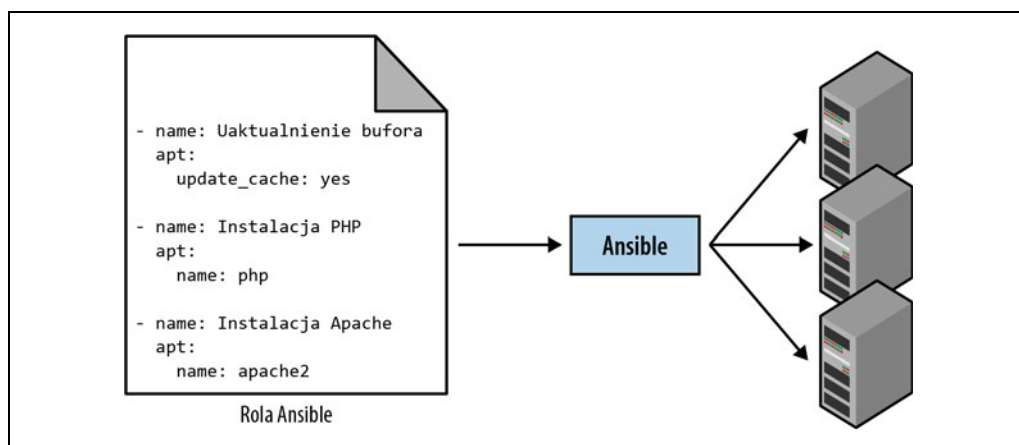 - name: Uaktualnienie bufora
apt:
update_cache: yes
- name: Instalacja PHP
apt:
name: php
- name: Instalacja Apache
apt:
name: apache2
Rola Ansible
Ansible